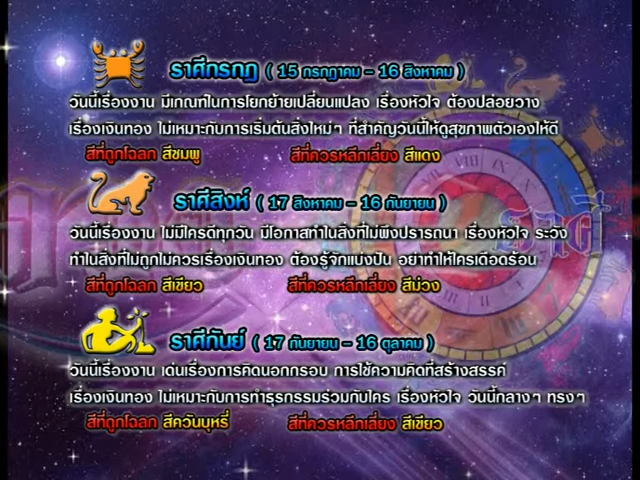 ราศีกรกฎ ( 15 กรกฎาคม - 16 สิงหาคม )
วันนี้เรื่องงาน มีเกณฑ์ในการโยกย้ายเปลี่ยนแปลง เรื่องหัวใจ ต้องปล่อยวาง
เรื่องเงินทอง ไม่เหมาะกับการเริ่มต้นสิ่งใหม่ๆ ที่สำคัญวันนี้ให้ดูสุขภาพตัวเองให้ดี
สีที่ถูกโฉลก สีชมพู สีที่ควรหลีกเลี่ยง สีแดง
ราศีสิงห์ ( 17 สิงหาคม - 16 กันยายน )
วันนี้เรื่องงาน ไม่มีใครดีทุกวัน มีโอกาสทำในสิ่งที่ไม่พึงปรารถนา เรื่องหัวใจ ระวัง
ทำในสิ่งที่ไม่ถูกไม่ควรเรื่องเงินทอง ต้องรู้จักแบ่งปัน อย่าทำให้ใครเดือดร้อน
สีที่ถูกโฉลก สีเขียว สีที่ควรหลีกเลี่ยง สีม่วง
ราศี
ราศีกันย์ ( 17 กันยายน - 16 ตุลาคม )
วันนี้เรื่องงาน เด่นเรื่องการคิดนอกกรอบ การใช้ความคิดที่สร้างสรรค์
เรื่องเงินทอง ไม่เหมาะกับการทำธุรกรรมร่วมกับใคร เรื่องหัวใจ วันนี้กลางๆ ทรงๆ
สีที่ถูกโฉลก สีควันบุหรี่ สีที่ควรหลีกเลี่ยง สีเขียว